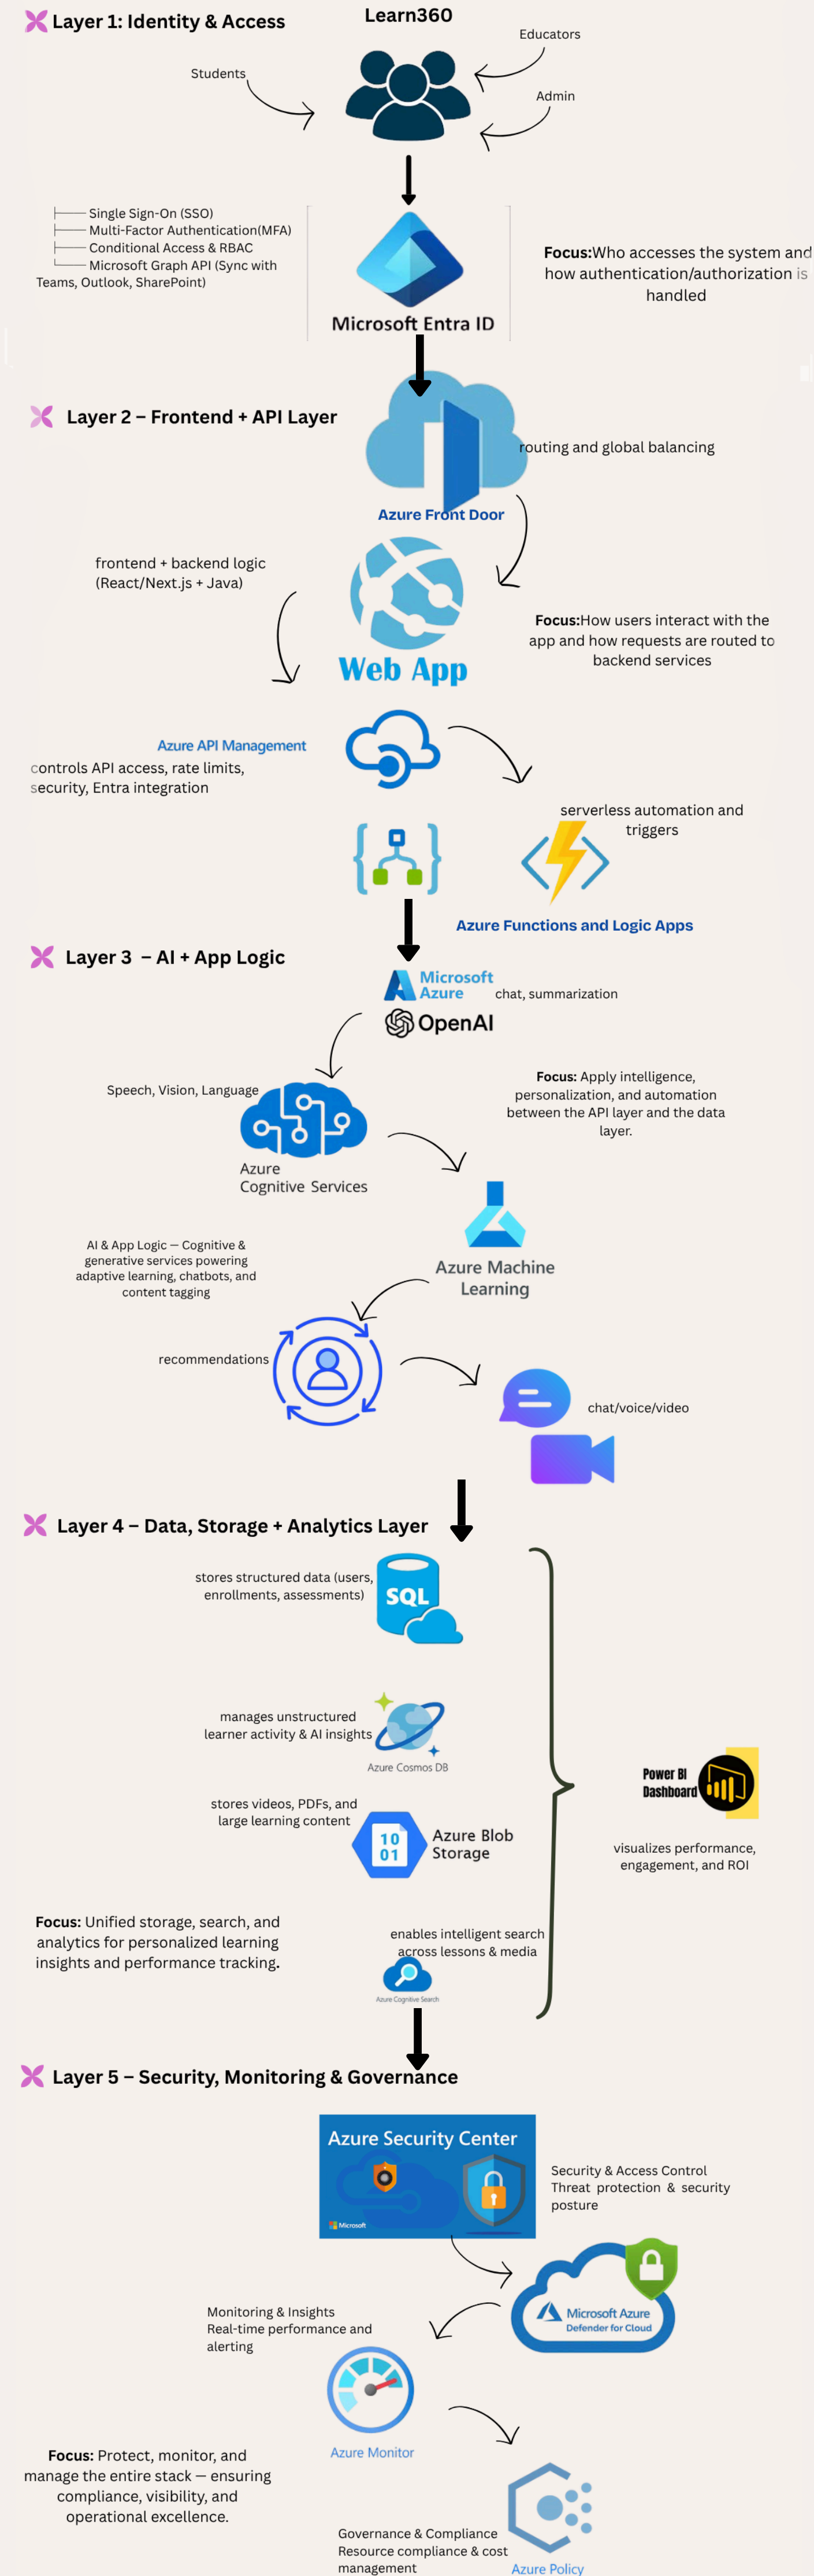 Learn360
Layer 1: Identity & Access
Educators
Students
Admin
Single Sign-On (SSO)
Multi-Factor Authentication(MFA)
Conditional Access & RBAC
Microsoft Graph API (Sync with
Teams, Outlook, SharePoint)
Focus:Who accesses the system and
how authentication/authorization is
handled
Microsoft Entra ID
Layer 2 – Frontend + API Layer
routing and global balancing
Azure Front Door
frontend + backend logic
(React/Next.js + Java)
Focus:How users interact with the
app and how requests are routed to
backend services
Web App
Azure API Management
controls API access, rate limits,
security, Entra integration
serverless automation and
triggers
Azure Functions and Logic Apps
Layer 3 – AI + App Logic
Microsoft
Azure
chat, summarization
OpenAI
Speech, Vision, Language
Focus: Apply intelligence,
personalization, and automation
between the API layer and the data
layer.
Azure
Cognitive Services
AI & App Logic — Cognitive &
generative services powering
adaptive learning, chatbots, and
content tagging
Azure Machine
Learning
recommendations
chat/voice/video
Layer 4 – Data, Storage + Analytics Layer
stores structured data (users,
enrollments, assessments)
SQL
manages unstructured
learner activity & AI insights
Azure Cosmos DB
Power BI
Dashboard
stores videos, PDFs, and
large learning content
10
01
Azure Blob
Storage
visualizes performance,
engagement, and ROI
Focus: Unified storage, search, and
analytics for personalized learning
insights and performance tracking.
enables intelligent search
across lessons & media
Azure Cognitive Search
Layer 5 – Security, Monitoring & Governance
Azure Security Center
Microsoft
Security & Access Control
Threat protection & security
posture
Microsoft Azure
Defender for Cloud
Monitoring & Insights
Real-time performance and
alerting
Azure Monitor
Focus: Protect, monitor, and
manage the entire stack — ensuring
compliance, visibility, and
operational excellence.
Governance & Compliance
Resource compliance & cost
management
Azure Policy